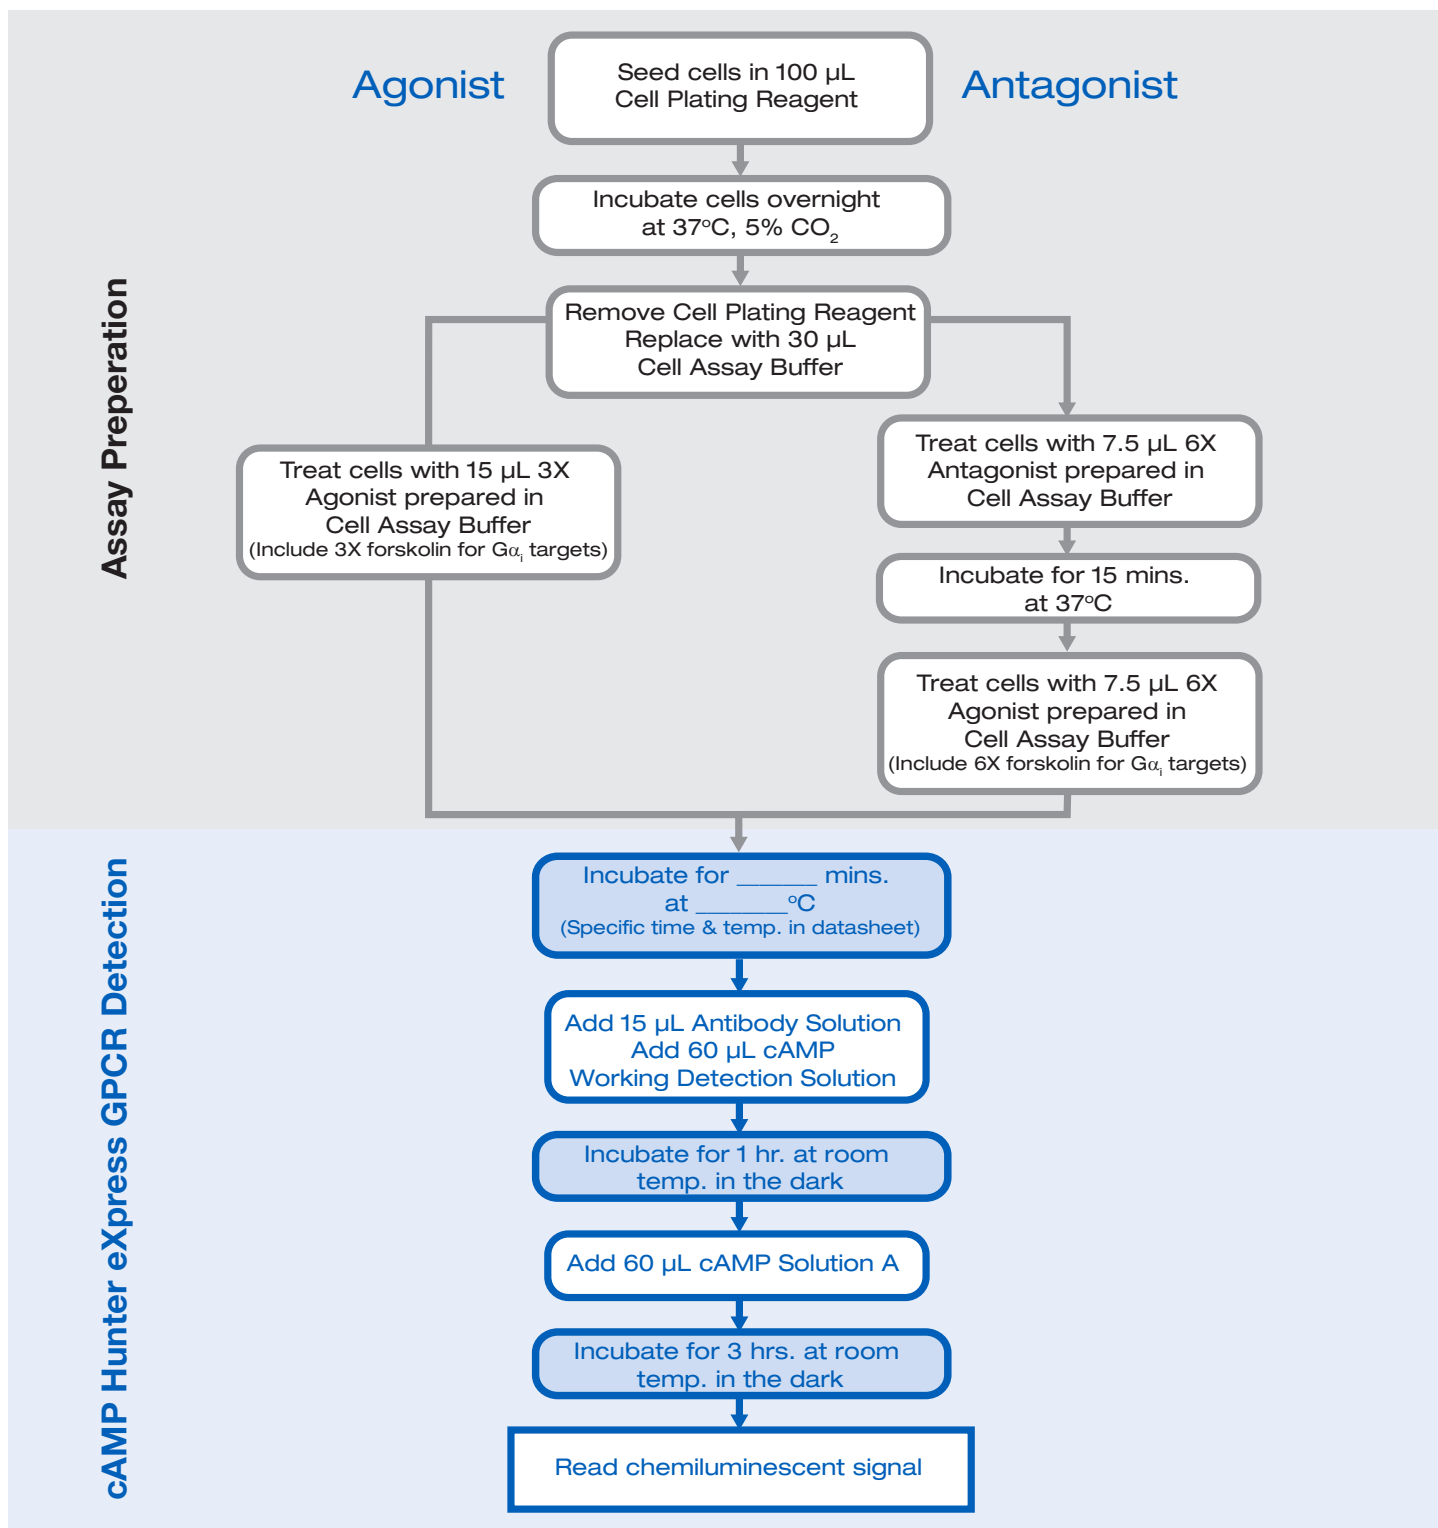 Agonist
Seed cells in 100 µL
Cell Plating Reagent
Antagonist
Incubate cells overnight
at 37°C, 5% CO₂
Remove Cell Plating Reagent
Replace with 30 µL
Cell Assay Buffer
Assay Preperation
Treat cells with 15 µL 3X
Agonist prepared in
Cell Assay Buffer
(Include 3X forskolin for Gαᵢ targets)
Treat cells with 7.5 µL 6X
Antagonist prepared in
Cell Assay Buffer
Incubate for 15 mins.
at 37°C
Treat cells with 7.5 µL 6X
Agonist prepared in
Cell Assay Buffer
(Include 6X forskolin for Gαᵢ targets)
cAMP Hunter eXpress GPCR Detection
Incubate for ______ mins.
at _______°C
(Specific time & temp. in datasheet)
Add 15 µL Antibody Solution
Add 60 µL cAMP
Working Detection Solution
Incubate for 1 hr. at room
temp. in the dark
Add 60 µL cAMP Solution A
Incubate for 3 hrs. at room
temp. in the dark
Read chemiluminescent signal